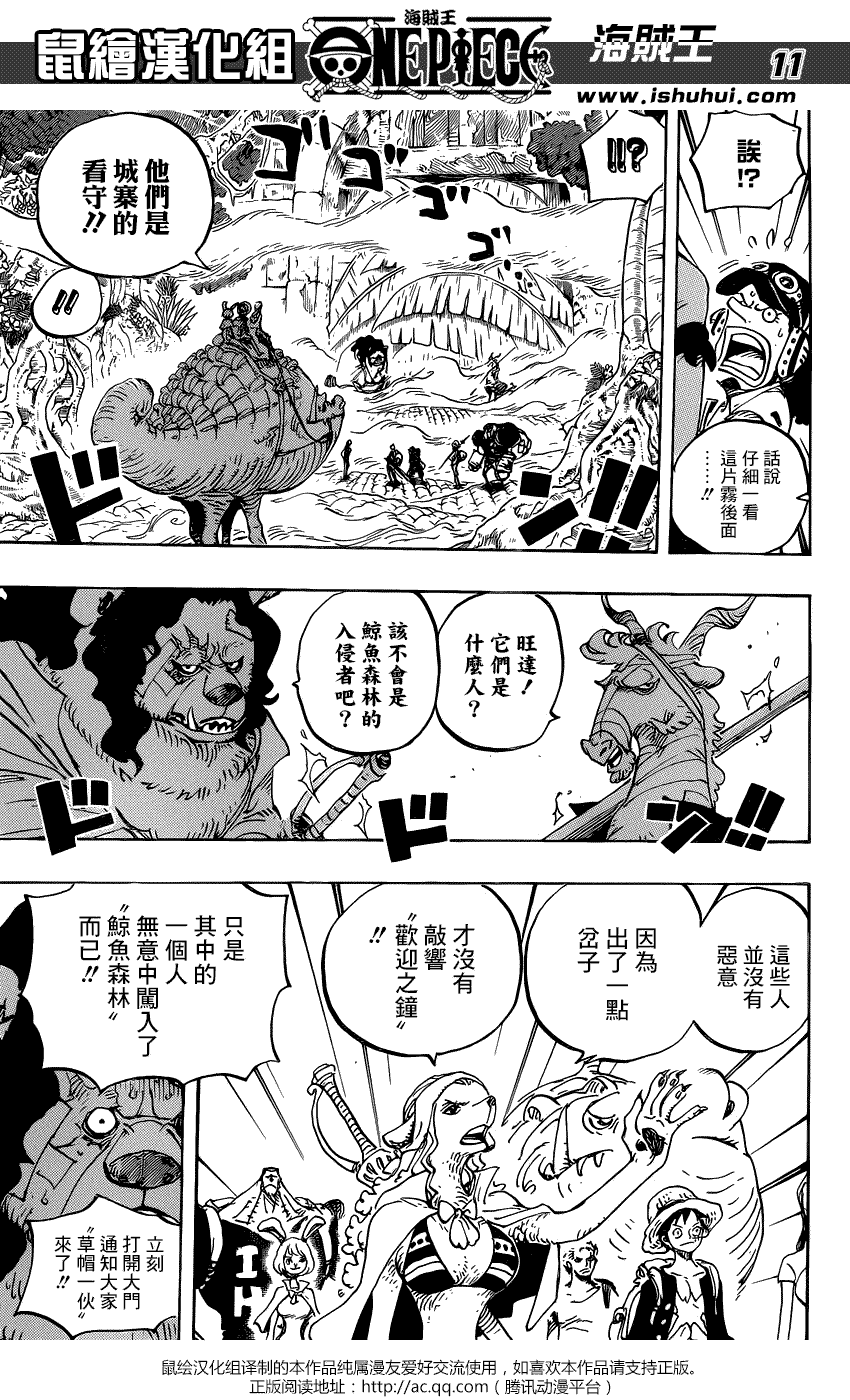 鼠繪漢化組
海賊王
ONE PIECE
海賊王
11
www.ishuhui.com
誒!?
話説
仔細一看
這片霧後面
……!!
!!?
他們是
城寨的
看守!!
!!
ゴゴゴゴ
ドン!!
旺達！
它們是
什麼人？
該不會是
鯨魚森林的
入侵者吧？
ドドン!!
這些人
並沒有
惡意
因為
出了一點
岔子
才沒有
敲響
“歡迎之鐘”
!!
只是
其中的
一個人
無意中闖入了
“鯨魚森林”
而已!!
立刻
打開大門
通知大家
“草帽一伙”
來了!!
鼠绘汉化组译制的本作品纯属漫友爱好交流使用，如喜欢本作品请支持正版。
正版阅读地址：http://ac.qq.com（腾讯动漫平台）